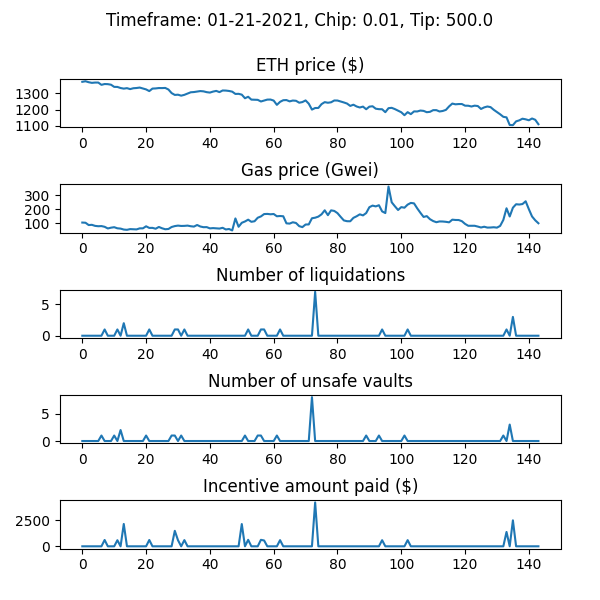 Timeframe: 01-21-2021, Chip: 0.01, Tip: 500.0
ETH price ($)
1300
1200
1100
0 20 40 60 80 100 120 140
Gas price (Gwei)
300
200
100
0 20 40 60 80 100 120 140
Number of liquidations
5
0
0 20 40 60 80 100 120 140
Number of unsafe vaults
5
0
0 20 40 60 80 100 120 140
Incentive amount paid ($)
2500
0
0 20 40 60 80 100 120 140